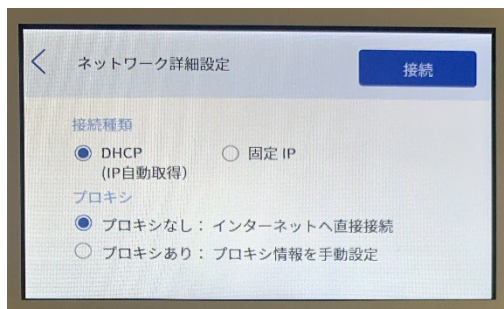 ネットワーク詳細設定
接続
接続種類
DHCP
(IP自動取得)
固定 IP
プロキシ
プロキシなし： インターネットへ直接接続
プロキシあり： プロキシ情報を手動設定